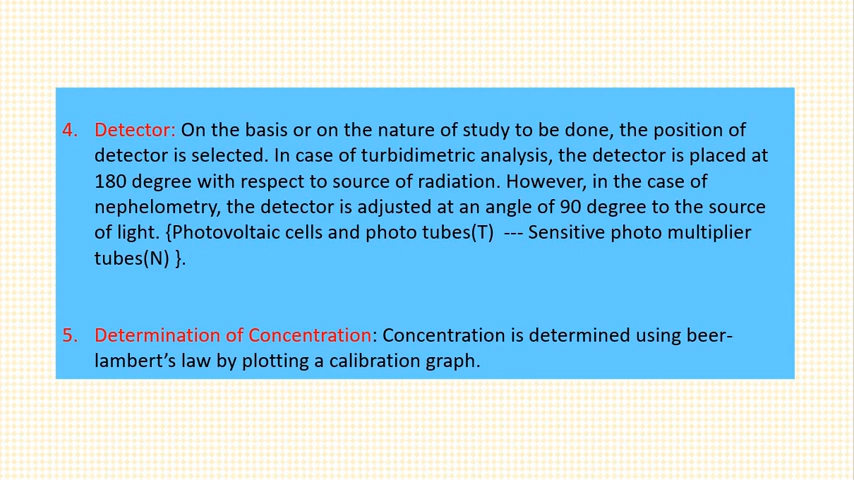 4. Detector: On the basis or on the nature of study to be done, the position of
detector is selected. In case of turbidimetric analysis, the detector is placed at
180 degree with respect to source of radiation. However, in the case of
nephelometry, the detector is adjusted at an angle of 90 degree to the source
of light. {Photovoltaic cells and photo tubes(T) --- Sensitive photo multiplier
tubes(N) }.
5. Determination of Concentration: Concentration is determined using beer-
lambert’s law by plotting a calibration graph.